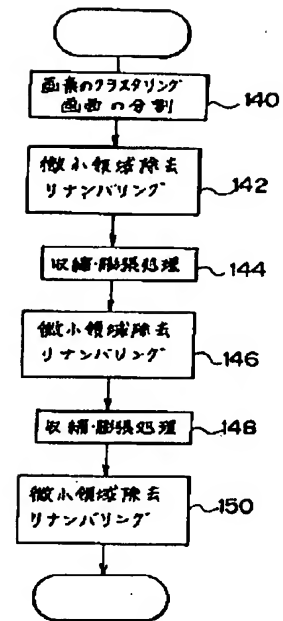 画素のクラスタリング
画面の分割
140
微小領域除去
リナンバリング
142
収縮・膨張処理
144
微小領域除去
リナンバリング
146
収縮・膨張処理
148
微小領域除去
リナンバリング
150